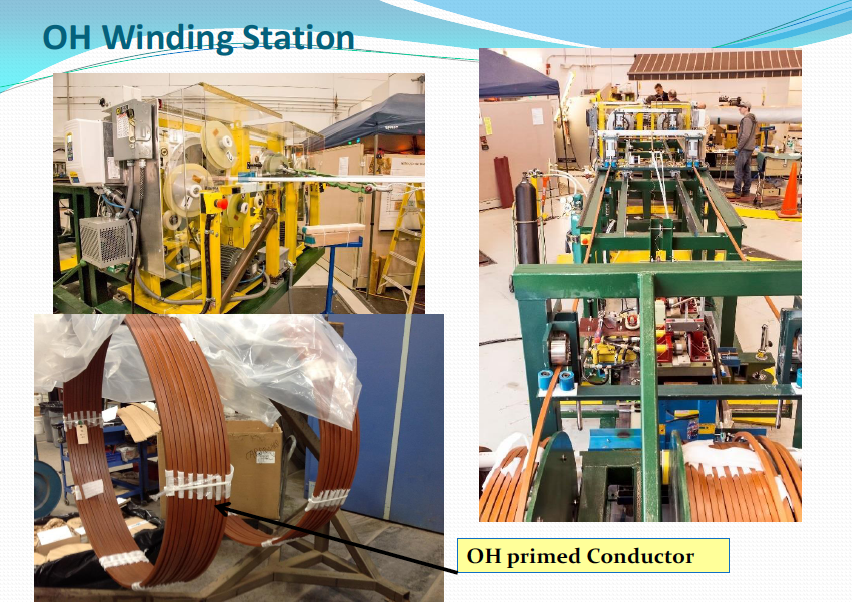 OH Winding Station
OH primed Conductor